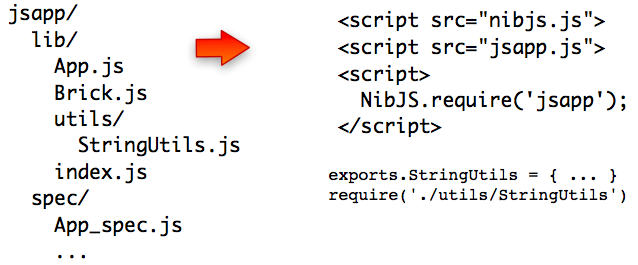 jsapp/
  lib/
    App.js
    Brick.js
    utils/
      StringUtils.js
    index.js
  spec/
    App_spec.js
    ...
<script src="nibjs.js">
<script src="jsapp.js">
<script>
  NibJS.require('jsapp');
</script>
exports.StringUtils = { ... }
require('./utils/StringUtils')